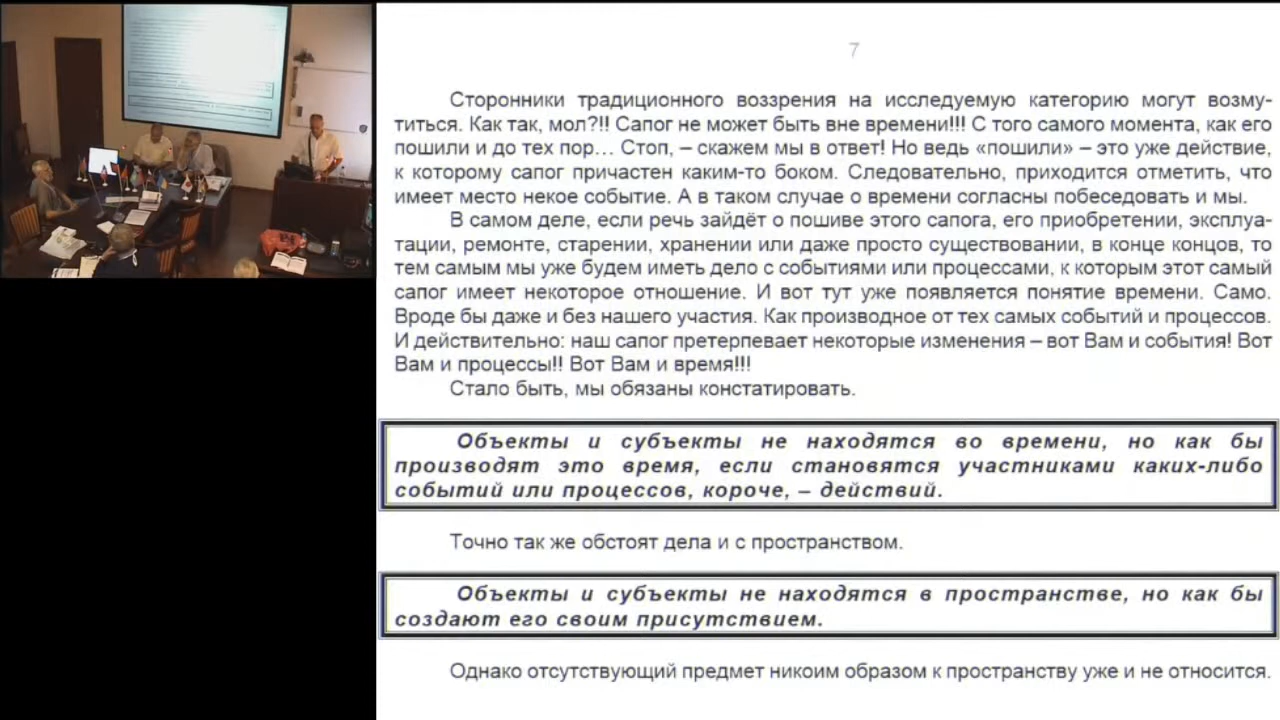 7
Сторонники традиционного воззрения на исследуемую категорию могут возму-
титься. Как так, мол?!! Сапог не может быть вне времени!!! С того самого момента, как его
пошили и до тех пор... Стоп, – скажем мы в ответ! Но ведь «пошили» – это уже действие,
к которому сапог причастен каким-то боком. Следовательно, приходится отметить, что
имеет место некое событие. А в таком случае о времени согласны побеседовать и мы.
В самом деле, если речь зайдёт о пошиве этого сапога, его приобретении, эксплуа-
тации, ремонте, старении, хранении или даже просто существовании, в конце концов, то
тем самым мы уже будем иметь дело с событиями или процессами, к которым этот самый
сапог имеет некоторое отношение. И вот тут уже появляется понятие времени. Само.
Вроде бы даже и без нашего участия. Как производное от тех самых событий и процессов.
И действительно: наш сапог претерпевает некоторые изменения – вот Вам и события! Вот
Вам и процессы!! Вот Вам и время!!!
Стало быть, мы обязаны констатировать.
Объекты и субъекты не находятся во времени, но как бы
производят это время, если становятся участниками каких-либо
событий или процессов, короче, – действий.
Точно так же обстоят дела и с пространством.
Объекты и субъекты не находятся в пространстве, но как бы
создают его своим присутствием.
Однако отсутствующий предмет никоим образом к пространству уже и не относится.